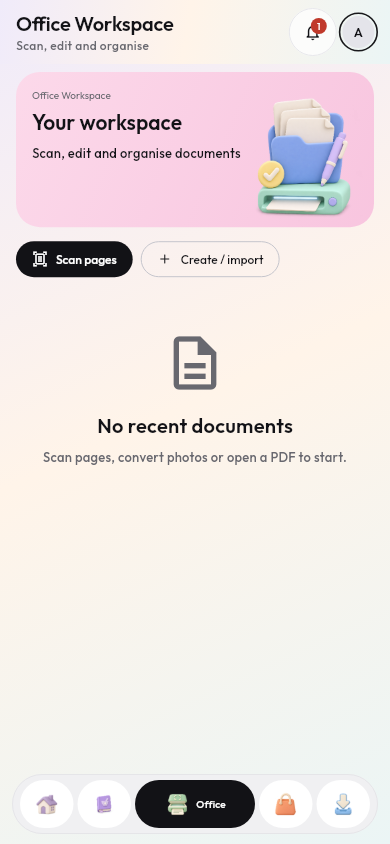 Office Workspace
Scan, edit and organise
1
A
Office Workspace
Your workspace
Scan, edit and organise documents
Scan pages
Create / import
No recent documents
Scan pages, convert photos or open a PDF to start.
Office